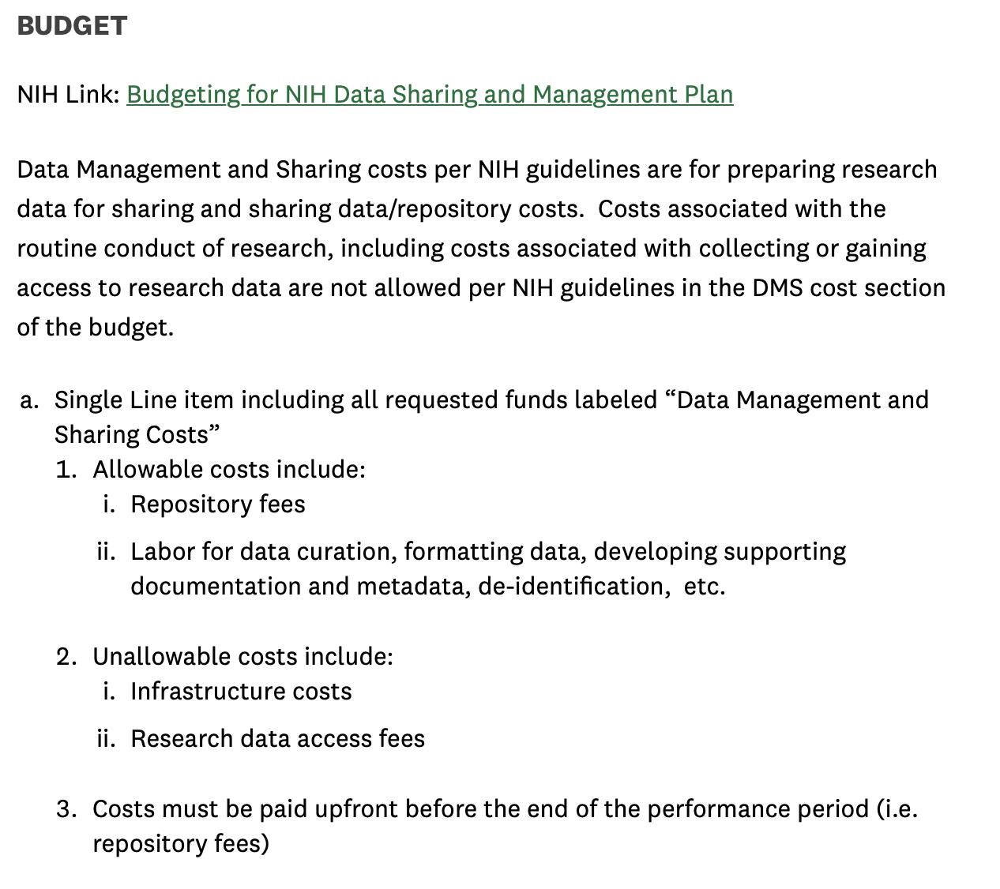 BUDGET
NIH Link: Budgeting for NIH Data Sharing and Management Plan
Data Management and Sharing costs per NIH guidelines are for preparing research
data for sharing and sharing data/repository costs.  Costs associated with the
routine conduct of research, including costs associated with collecting or gaining
access to research data are not allowed per NIH guidelines in the DMS cost section
of the budget.
a. Single Line item including all requested funds labeled “Data Management and
Sharing Costs”
1. Allowable costs include:
i. Repository fees
ii. Labor for data curation, formatting data, developing supporting
documentation and metadata, de-identification,  etc.
2. Unallowable costs include:
i. Infrastructure costs
ii. Research data access fees
3. Costs must be paid upfront before the end of the performance period (i.e.
repository fees)